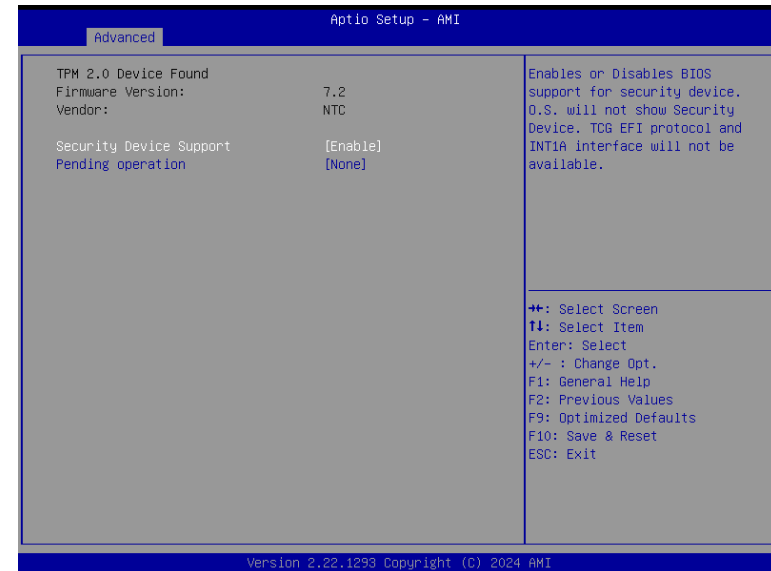 Aptio Setup – AMI
Advanced
TPM 2.0 Device Found
Firmware Version: 7.2
Vendor: NTC
Security Device Support [Enable]
Pending operation [None]
Enables or Disables BIOS
support for security device.
O.S. will not show Security
Device. TCG EFI protocol and
INT1A interface will not be
available.
→←: Select Screen
↑↓: Select Item
Enter: Select
+/- : Change Opt.
F1: General Help
F2: Previous Values
F9: Optimized Defaults
F10: Save & Reset
ESC: Exit
Version 2.22.1293 Copyright (C) 2024 AMI